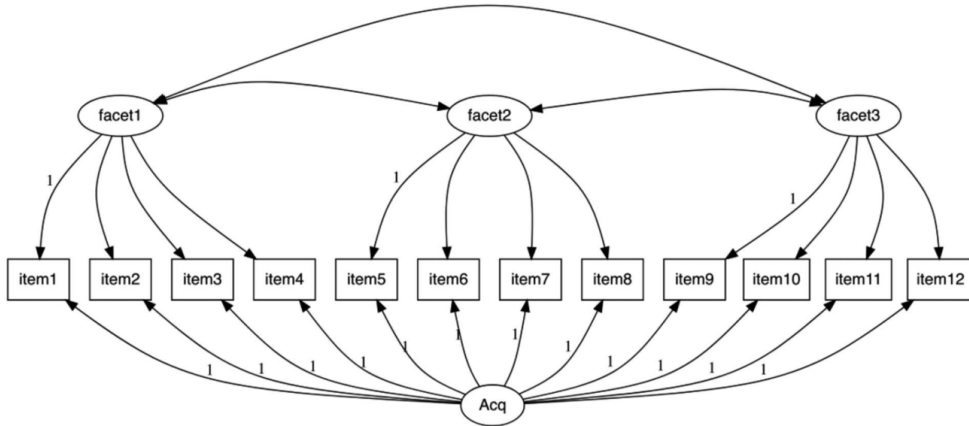 facet1 facet2 facet3
1 1 1
item1 item2 item3 item4 item5 item6 item7 item8 item9 item10 item11 item12
1 1 1 1 1 1 1 1 1 1 1 1
Acq